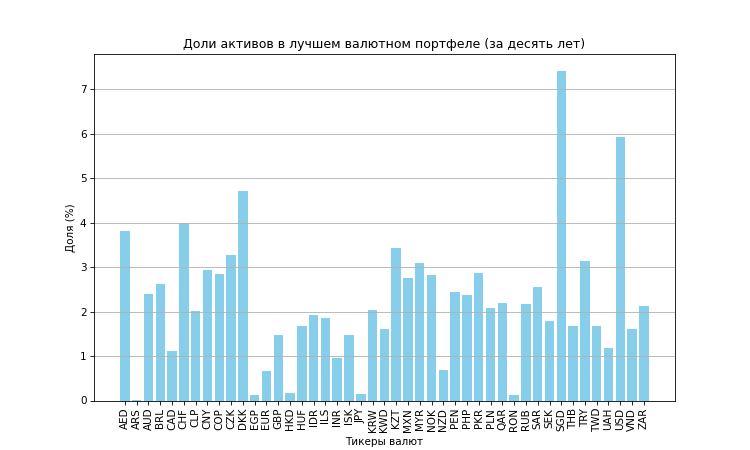 Доли активов в лучшем валютном портфеле (за десять лет)
Доля (%)
7
6
5
4
3
2
1
0
AED ARS AUD BRL CAD CHF CLP CNY COP CZK DKK EGP EUR GBP HKD HUF IDR ILS INR ISK JPY KRW KWD KZT MXN MYR NOK NZD PEN PHP PKR PLN QAR RON RUB SAR SEK SGD THB TRY TWD UAH USD VND ZAR
Тикеры валют